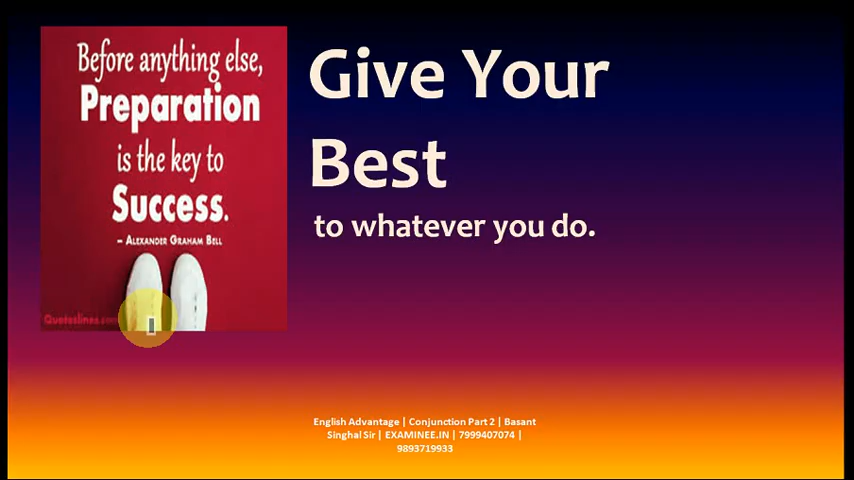 Before anything else,
Preparation
is the key to
Success.
– ALEXANDER GRAHAM BELL
Give Your
Best
to whatever you do.
English Advantage | Conjunction Part 2 | Basant
Singhal Sir | EXAMINEE.IN | 7999407074 |
9893719933